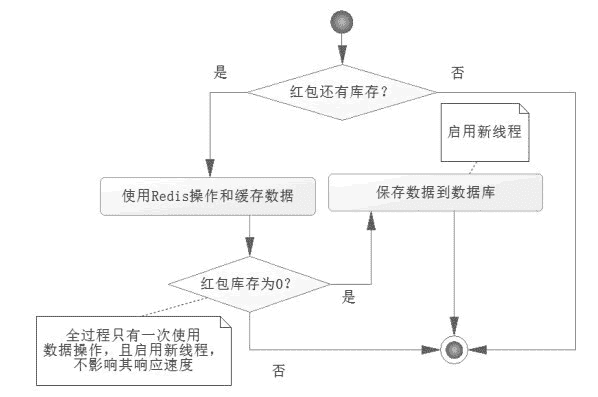 是
否
红包还有库存?
启用新线程
使用Redis操作和缓存数据
保存数据到数据库
红包库存为0?
是
全过程只有一次使用
数据操作，且启用新线程，
不影响其响应速度
否